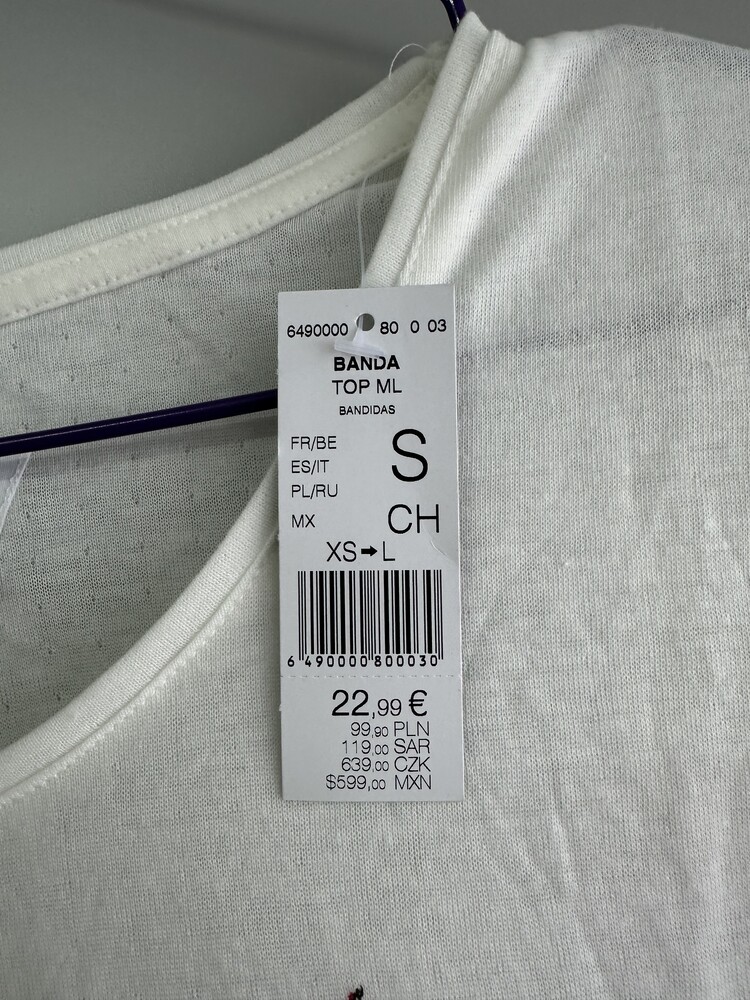 6490000 80 0 03
BANDA
TOP ML
BANDIDAS
FR/BE
ES/IT
PL/RU
S
MX CH
XS➡L
6 490000 800030
22,99 €
99,90 PLN
119,00 SAR
639,00 CZK
$599,00 MXN